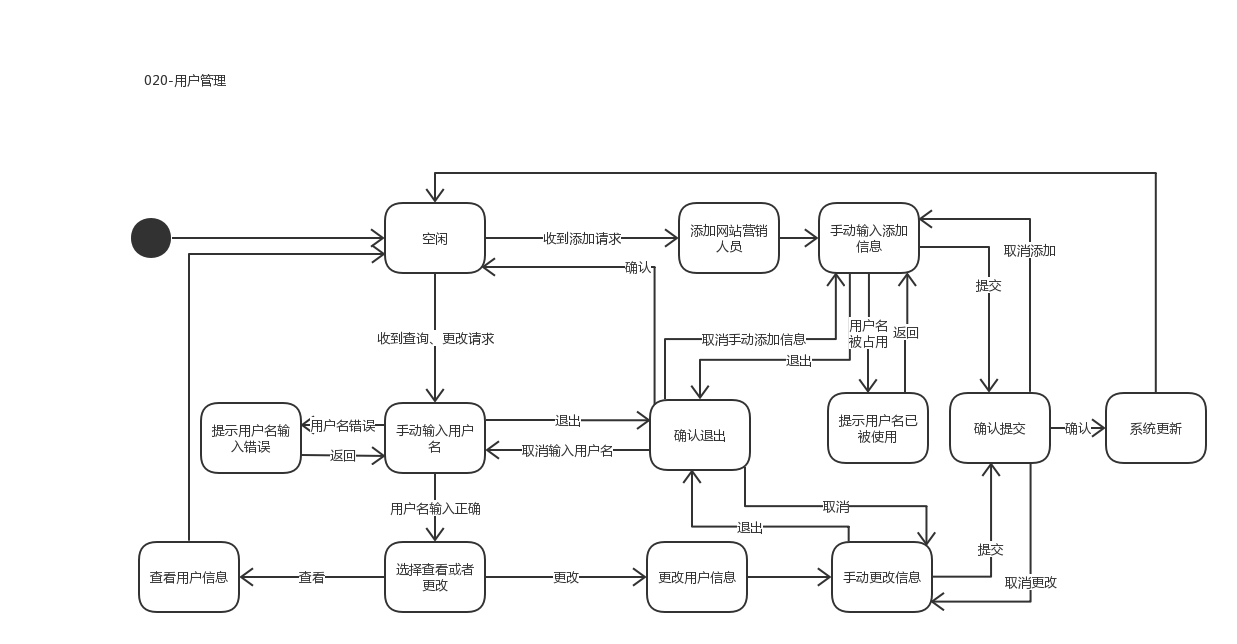 020-用户管理
空闲
收到添加请求
添加网站营销
人员
手动输入添加
信息
取消添加
提交
确认
收到查询、更改请求
取消手动添加信息
退出
用户名
被占用
返回
提示用户名输
入错误
用户名错误
返回
手动输入用户
名
退出
取消输入用户名
确认退出
提示用户名已
被使用
确认提交
确认
系统更新
用户名输入正确
取消
退出
提交
取消更改
查看用户信息
查看
选择查看或者
更改
更改
更改用户信息
手动更改信息